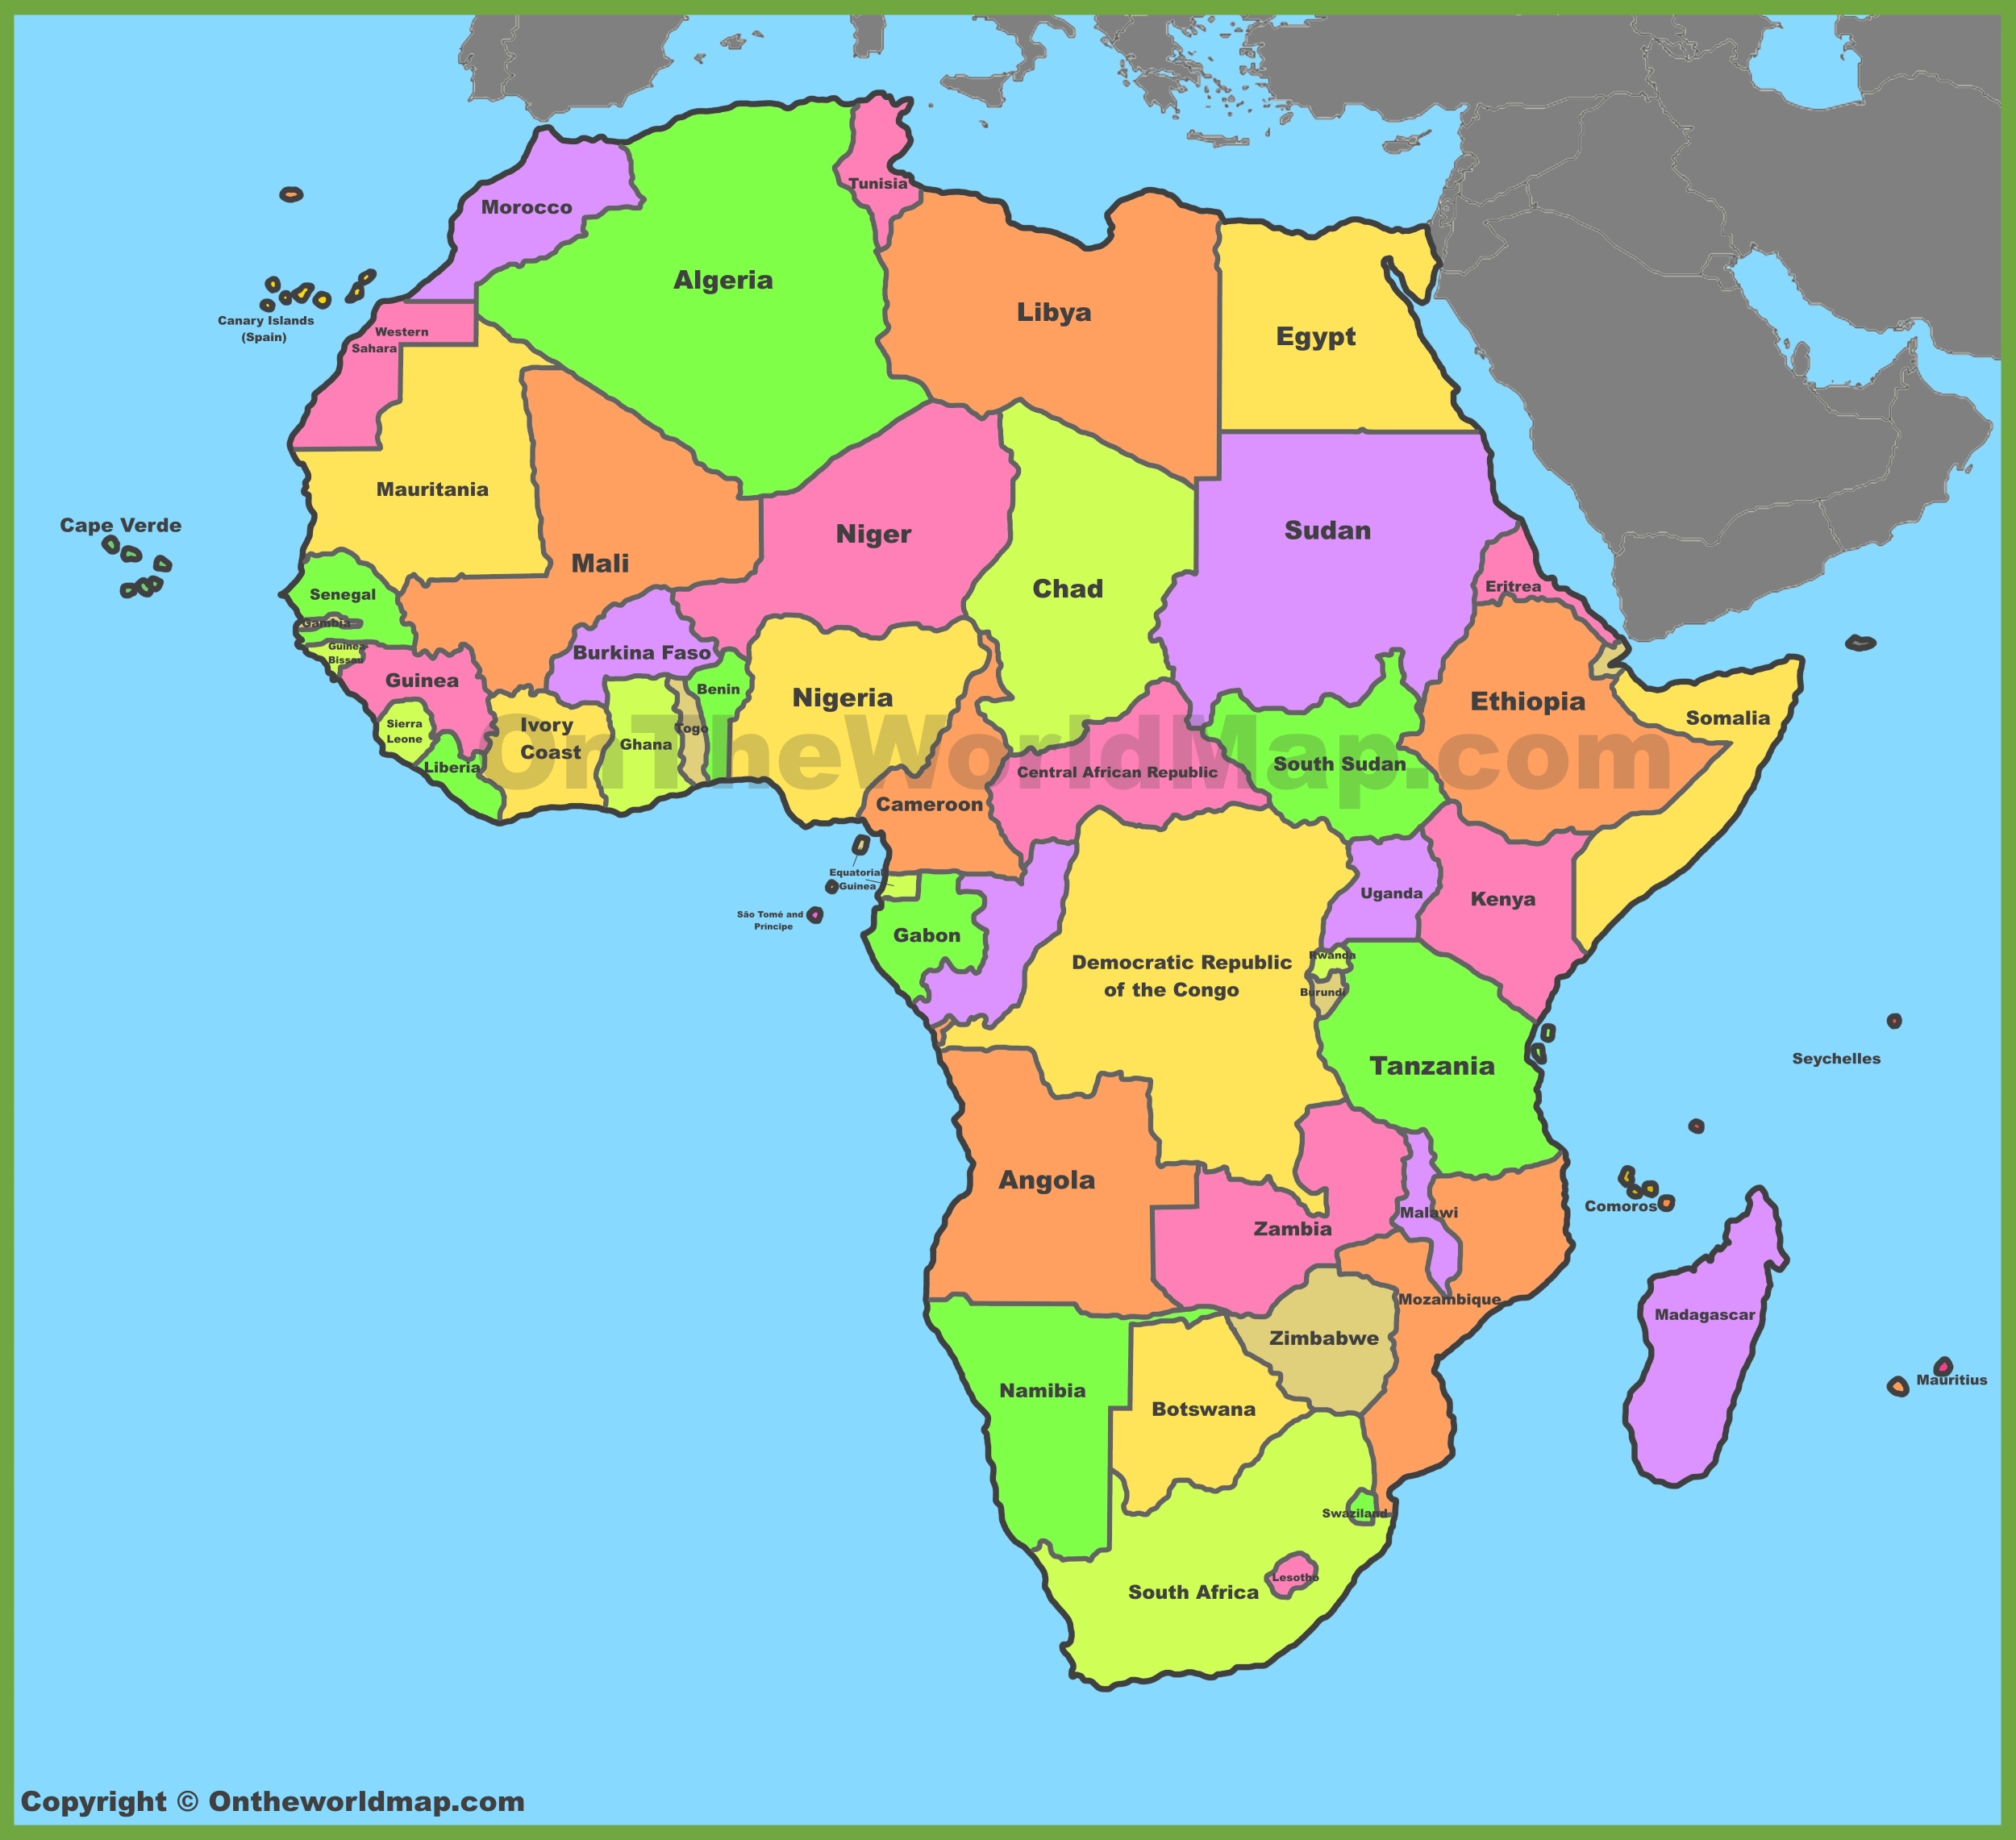 Tunisia
Morocco
Algeria
Libya
Egypt
Canary Islands
(Spain)
Western
Sahara
Mauritania
Mali
Niger
Chad
Sudan
Eritrea
Cape Verde
Senegal
Gambia
Guinea
Bissau
Guinea
Burkina Faso
Benin
Nigeria
Ethiopia
Somalia
Sierra
Leone
Liberia
Ivory
Coast
Ghana
Togo
OnTheWorldMap.com
Central African Republic
South Sudan
Cameroon
Equatorial
Guinea
São Tomé and
Príncipe
Gabon
Uganda
Kenya
Democratic Republic
of the Congo
Rwanda
Burundi
Tanzania
Seychelles
Angola
Zambia
Malawi
Comoros
Mozambique
Madagascar
Zimbabwe
Namibia
Botswana
Mauritius
Swaziland
Lesotho
South Africa
Copyright © Ontheworldmap.com